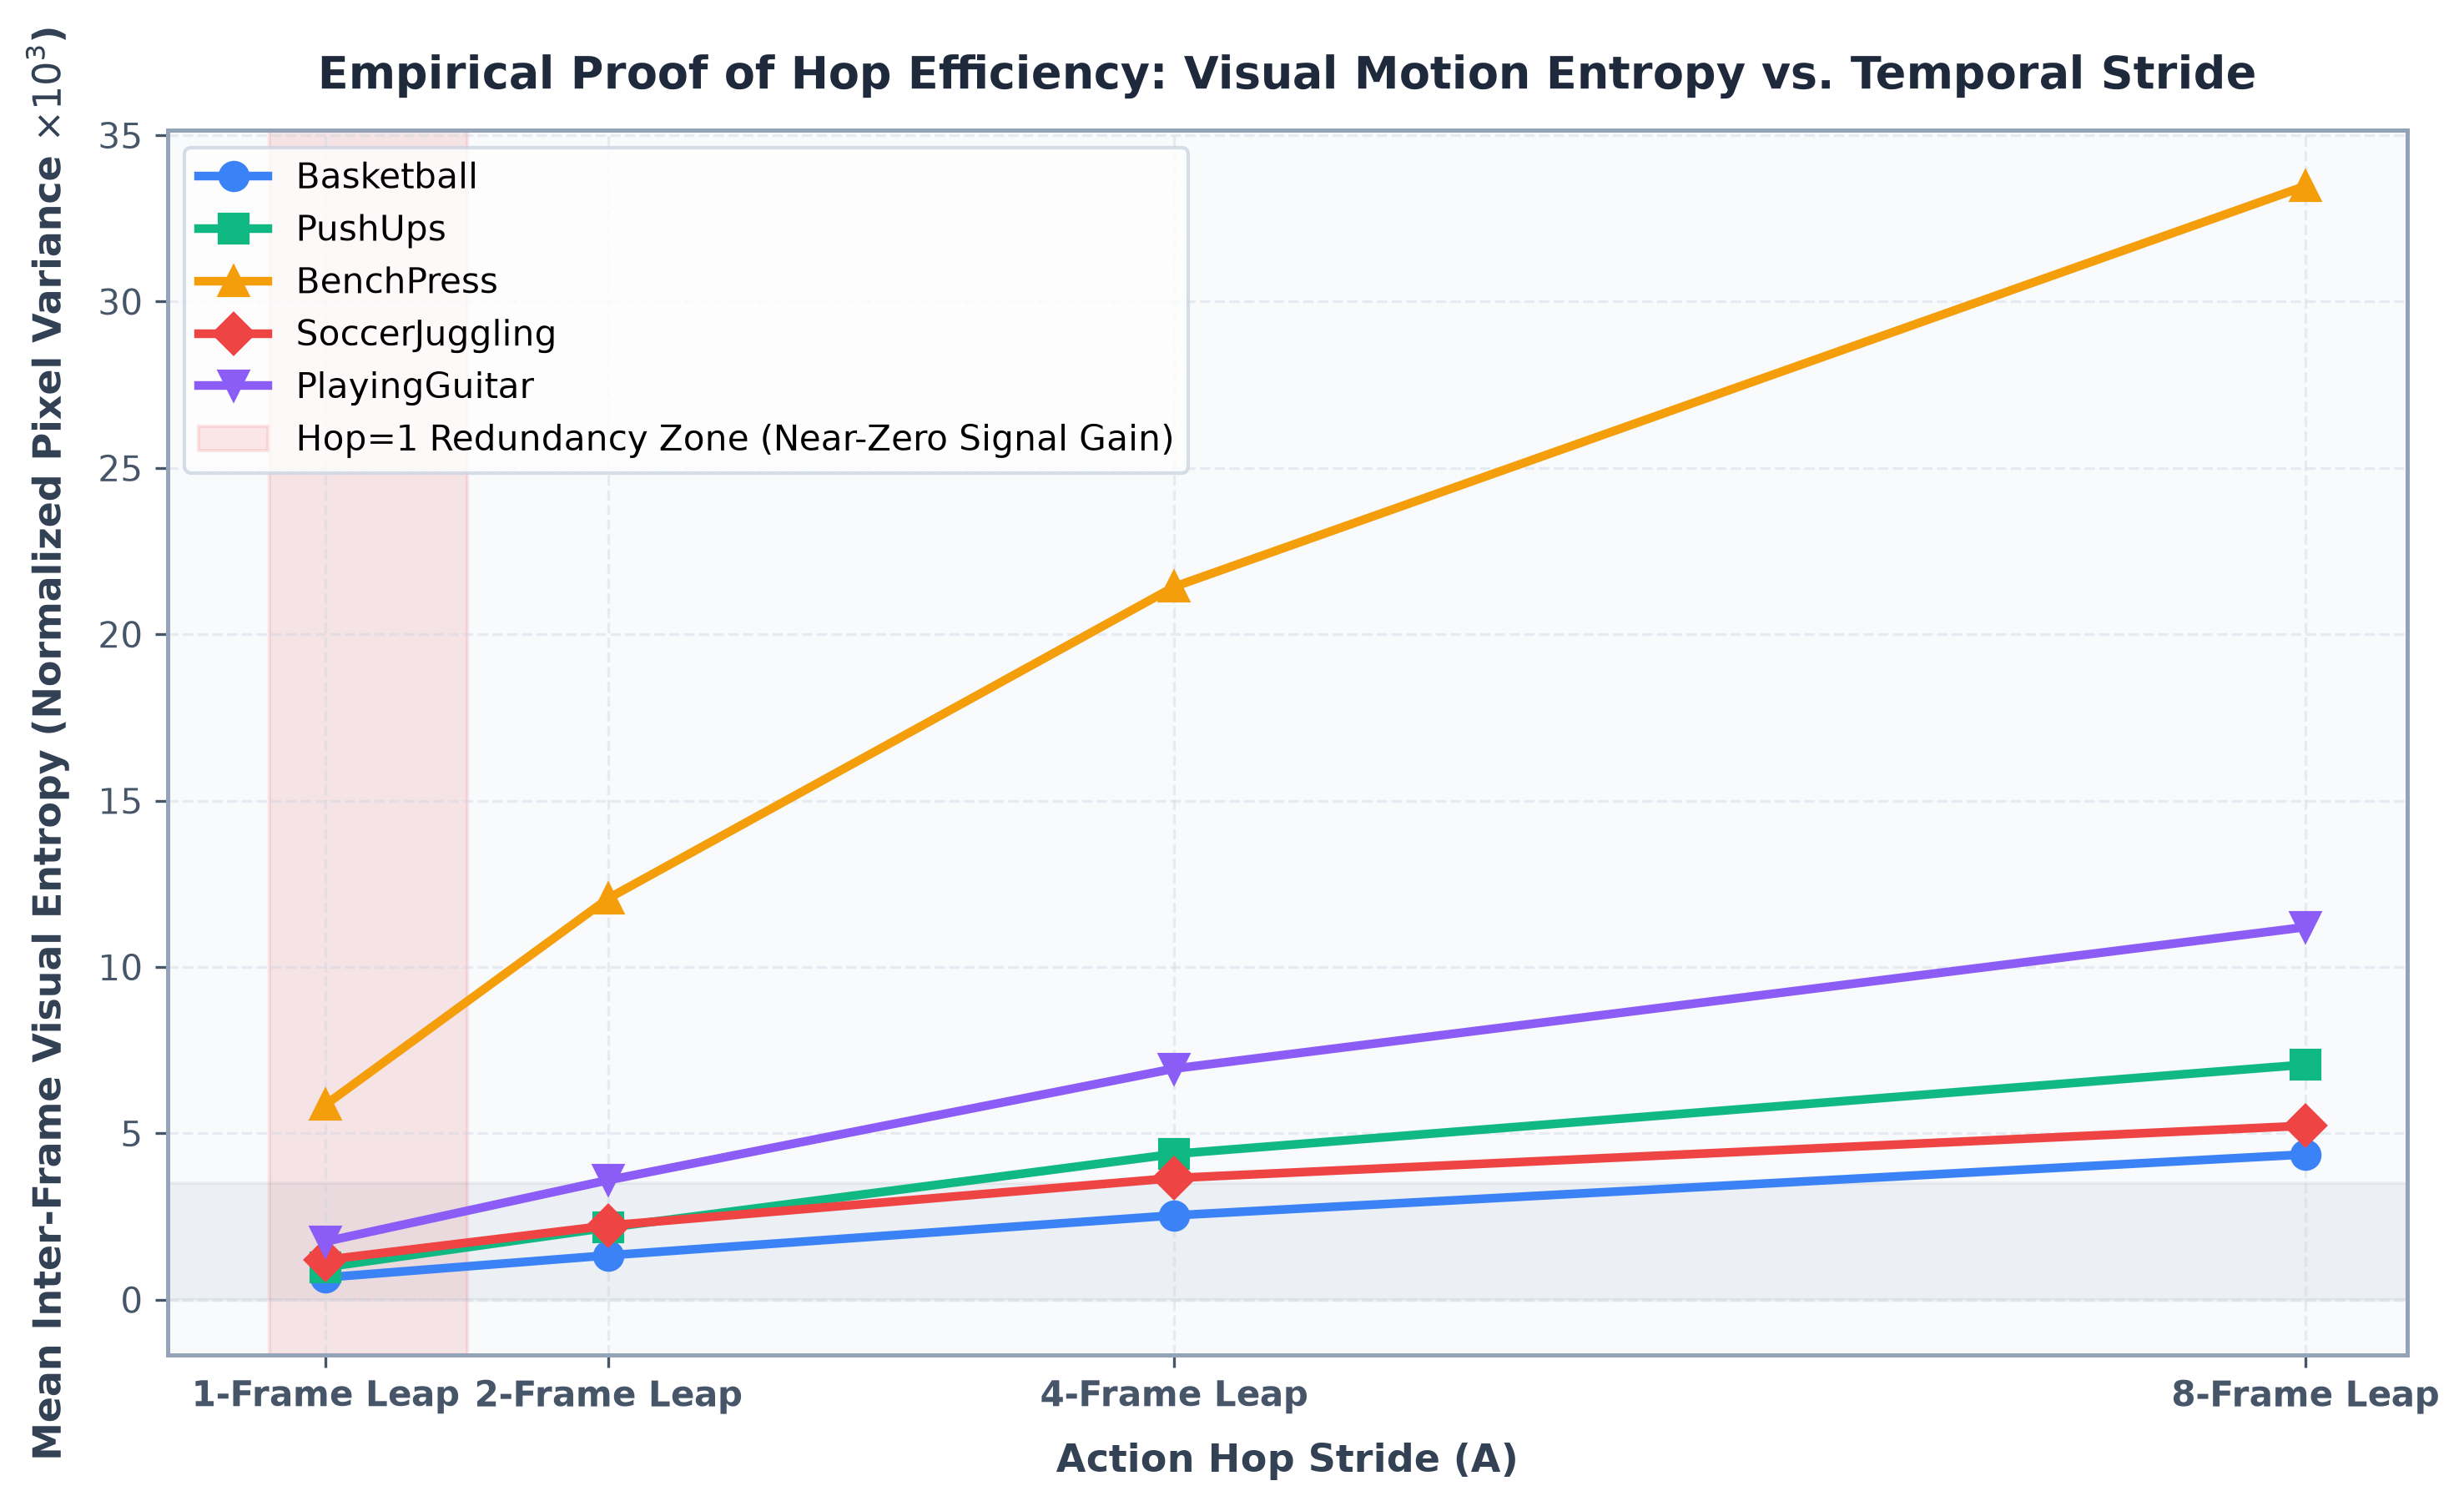 Empirical Proof of Hop Efficiency: Visual Motion Entropy vs. Temporal Stride
Mean Inter-Frame Visual Entropy (Normalized Pixel Variance ×10³)
35
30
25
20
15
10
5
0
Basketball
PushUps
BenchPress
SoccerJuggling
PlayingGuitar
Hop=1 Redundancy Zone (Near-Zero Signal Gain)
1-Frame Leap
2-Frame Leap
4-Frame Leap
8-Frame Leap
Action Hop Stride (A)